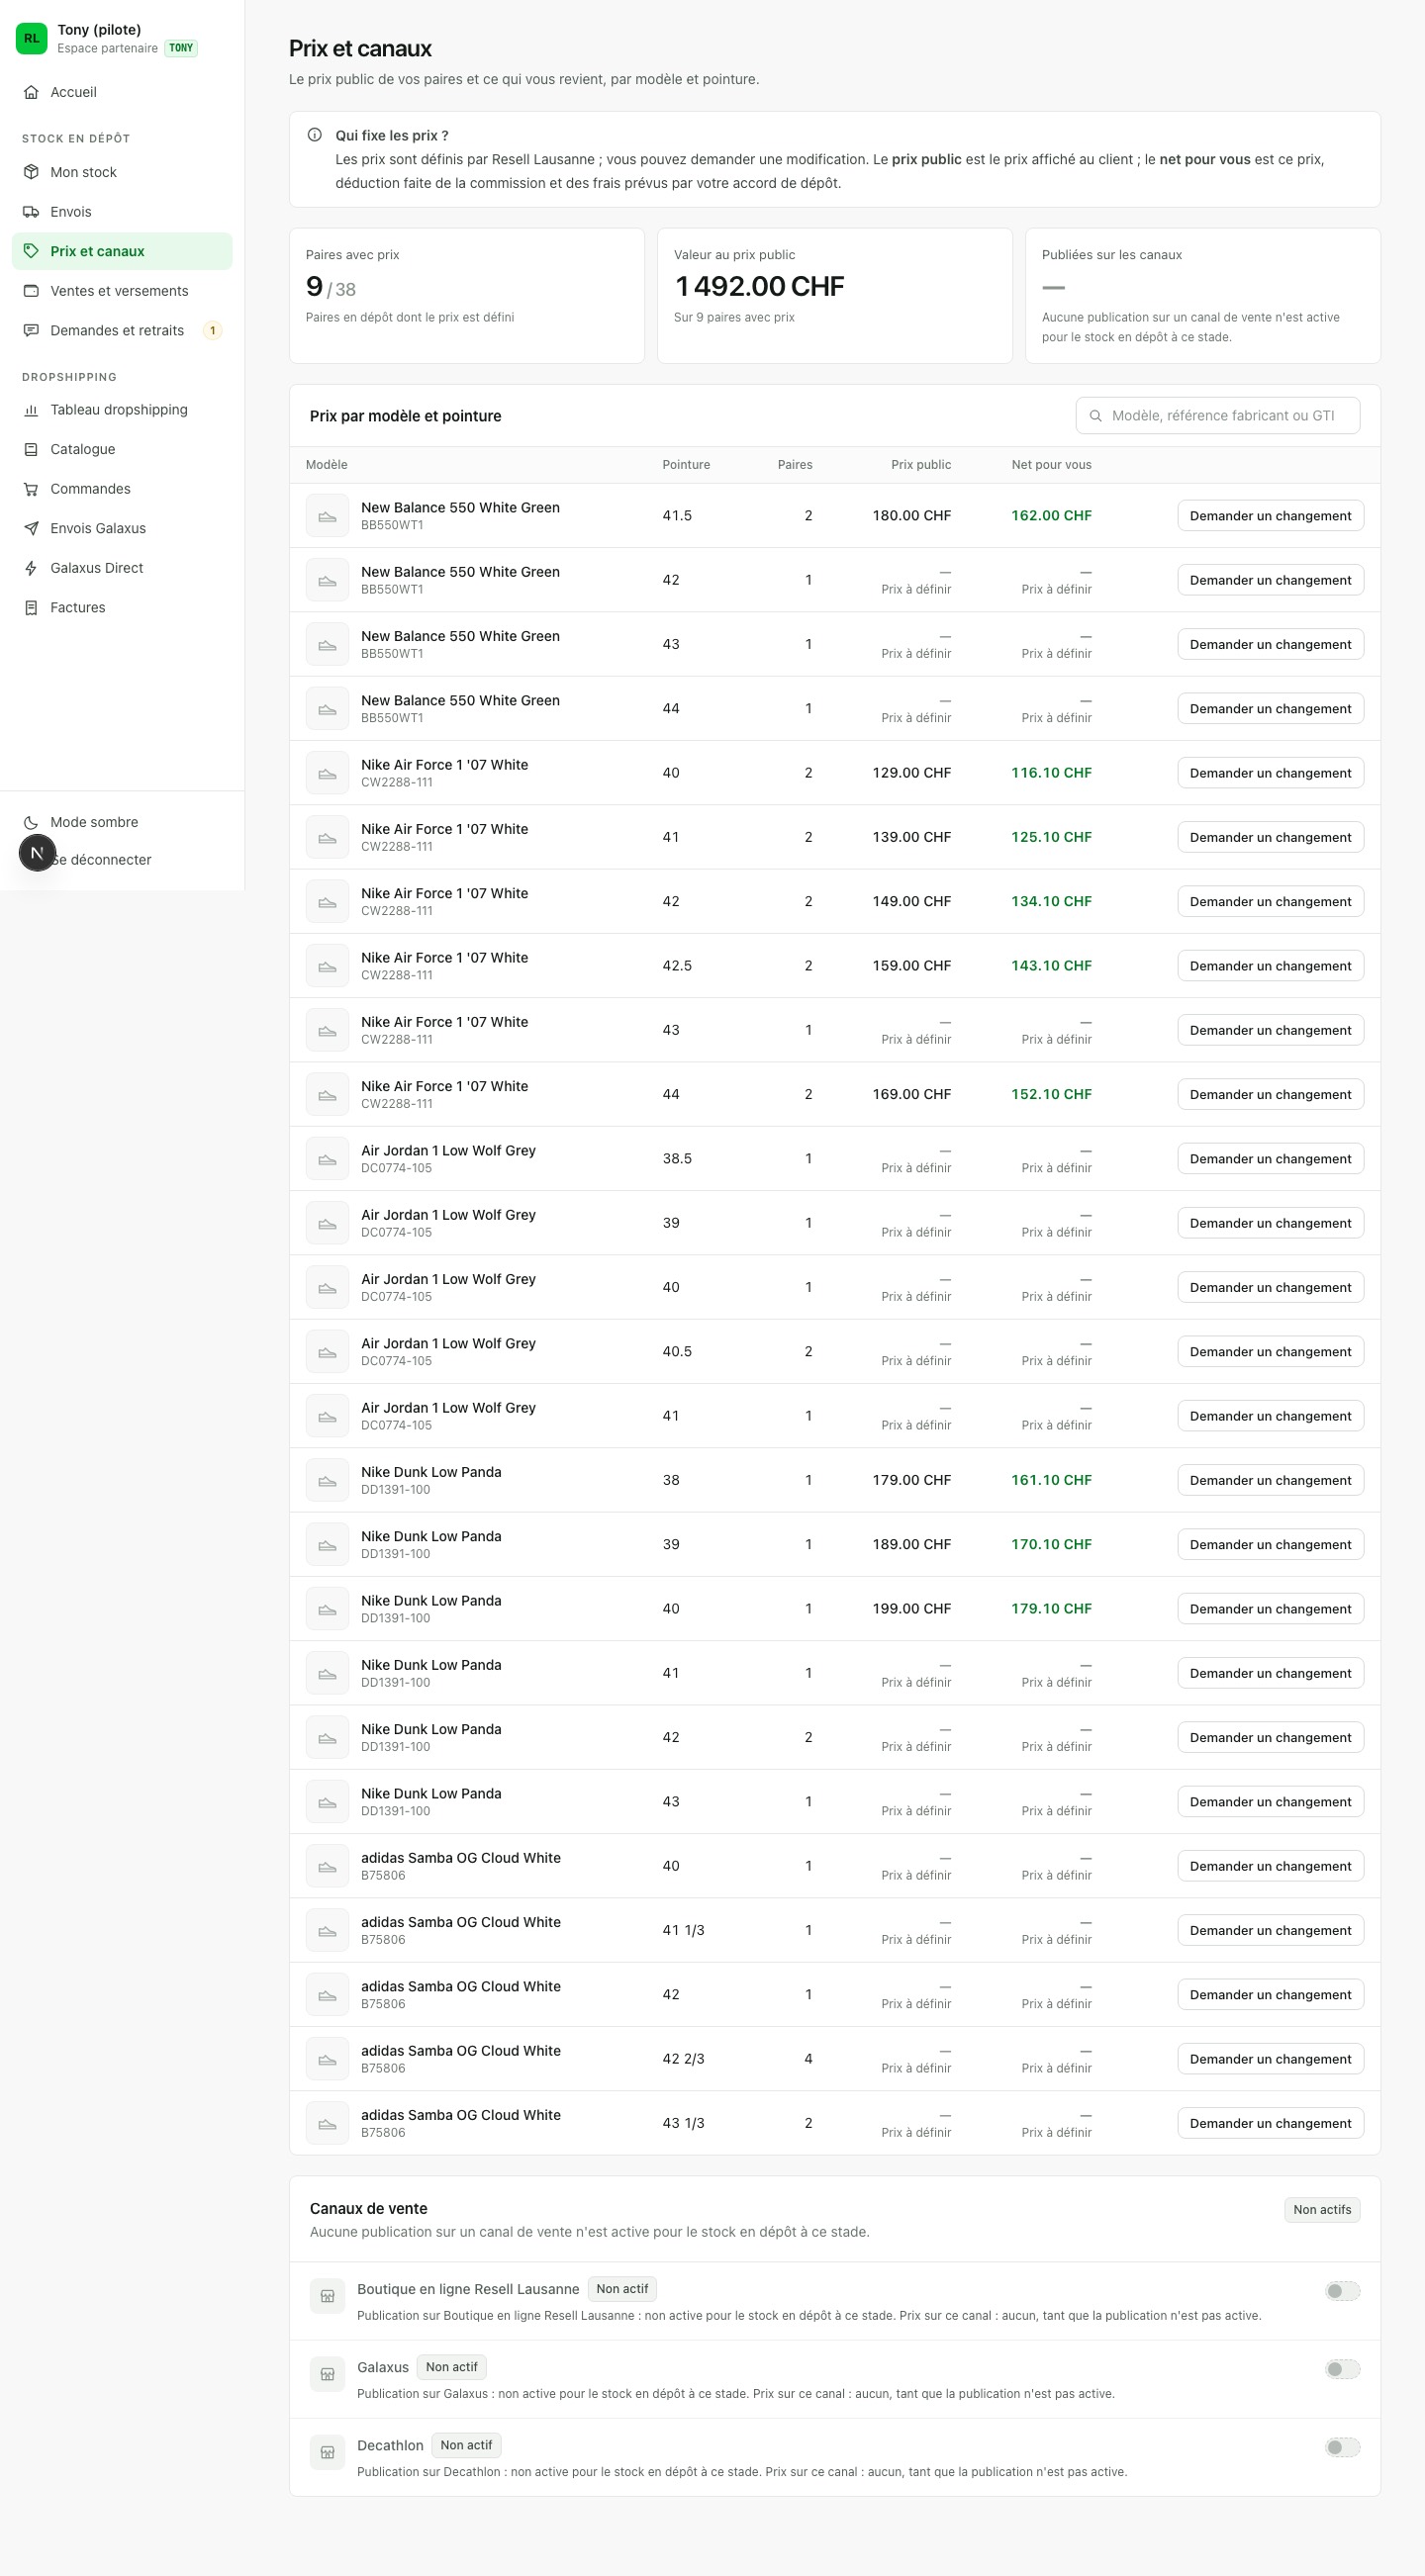 RL
Tony (pilote)
Espace partenaire TONY
Accueil
STOCK EN DÉPÔT
Mon stock
Envois
Prix et canaux
Ventes et versements
Demandes et retraits 1
DROPSHIPPING
Tableau dropshipping
Catalogue
Commandes
Envois Galaxus
Galaxus Direct
Factures
Mode sombre
N
Se déconnecter
Prix et canaux
Le prix public de vos paires et ce qui vous revient, par modèle et pointure.
Qui fixe les prix ?
Les prix sont définis par Resell Lausanne ; vous pouvez demander une modification. Le prix public est le prix affiché au client ; le net pour vous est ce prix,
déduction faite de la commission et des frais prévus par votre accord de dépôt.
Paires avec prix
9 / 38
Paires en dépôt dont le prix est défini
Valeur au prix public
1 492.00 CHF
Sur 9 paires avec prix
Publiées sur les canaux
—
Aucune publication sur un canal de vente n'est active
pour le stock en dépôt à ce stade.
Prix par modèle et pointure
Modèle, référence fabricant ou GTI
Modèle Pointure Paires Prix public Net pour vous
New Balance 550 White Green 41.5 2 180.00 CHF 162.00 CHF Demander un changement
BB550WT1
New Balance 550 White Green 42 1 — — Demander un changement
BB550WT1 Prix à définir Prix à définir
New Balance 550 White Green 43 1 — — Demander un changement
BB550WT1 Prix à définir Prix à définir
New Balance 550 White Green 44 1 — — Demander un changement
BB550WT1 Prix à définir Prix à définir
Nike Air Force 1 '07 White 40 2 129.00 CHF 116.10 CHF Demander un changement
CW2288-111
Nike Air Force 1 '07 White 41 2 139.00 CHF 125.10 CHF Demander un changement
CW2288-111
Nike Air Force 1 '07 White 42 2 149.00 CHF 134.10 CHF Demander un changement
CW2288-111
Nike Air Force 1 '07 White 42.5 2 159.00 CHF 143.10 CHF Demander un changement
CW2288-111
Nike Air Force 1 '07 White 43 1 — — Demander un changement
CW2288-111 Prix à définir Prix à définir
Nike Air Force 1 '07 White 44 2 169.00 CHF 152.10 CHF Demander un changement
CW2288-111
Air Jordan 1 Low Wolf Grey 38.5 1 — — Demander un changement
DC0774-105 Prix à définir Prix à définir
Air Jordan 1 Low Wolf Grey 39 1 — — Demander un changement
DC0774-105 Prix à définir Prix à définir
Air Jordan 1 Low Wolf Grey 40 1 — — Demander un changement
DC0774-105 Prix à définir Prix à définir
Air Jordan 1 Low Wolf Grey 40.5 2 — — Demander un changement
DC0774-105 Prix à définir Prix à définir
Air Jordan 1 Low Wolf Grey 41 1 — — Demander un changement
DC0774-105 Prix à définir Prix à définir
Nike Dunk Low Panda 38 1 179.00 CHF 161.10 CHF Demander un changement
DD1391-100
Nike Dunk Low Panda 39 1 189.00 CHF 170.10 CHF Demander un changement
DD1391-100
Nike Dunk Low Panda 40 1 199.00 CHF 179.10 CHF Demander un changement
DD1391-100
Nike Dunk Low Panda 41 1 — — Demander un changement
DD1391-100 Prix à définir Prix à définir
Nike Dunk Low Panda 42 2 — — Demander un changement
DD1391-100 Prix à définir Prix à définir
Nike Dunk Low Panda 43 1 — — Demander un changement
DD1391-100 Prix à définir Prix à définir
adidas Samba OG Cloud White 40 1 — — Demander un changement
B75806 Prix à définir Prix à définir
adidas Samba OG Cloud White 41 1/3 1 — — Demander un changement
B75806 Prix à définir Prix à définir
adidas Samba OG Cloud White 42 1 — — Demander un changement
B75806 Prix à définir Prix à définir
adidas Samba OG Cloud White 42 2/3 4 — — Demander un changement
B75806 Prix à définir Prix à définir
adidas Samba OG Cloud White 43 1/3 2 — — Demander un changement
B75806 Prix à définir Prix à définir
Canaux de vente Non actifs
Aucune publication sur un canal de vente n'est active pour le stock en dépôt à ce stade.
Boutique en ligne Resell Lausanne Non actif
Publication sur Boutique en ligne Resell Lausanne : non active pour le stock en dépôt à ce stade. Prix sur ce canal : aucun, tant que la publication n'est pas active.
Galaxus Non actif
Publication sur Galaxus : non active pour le stock en dépôt à ce stade. Prix sur ce canal : aucun, tant que la publication n'est pas active.
Decathlon Non actif
Publication sur Decathlon : non active pour le stock en dépôt à ce stade. Prix sur ce canal : aucun, tant que la publication n'est pas active.